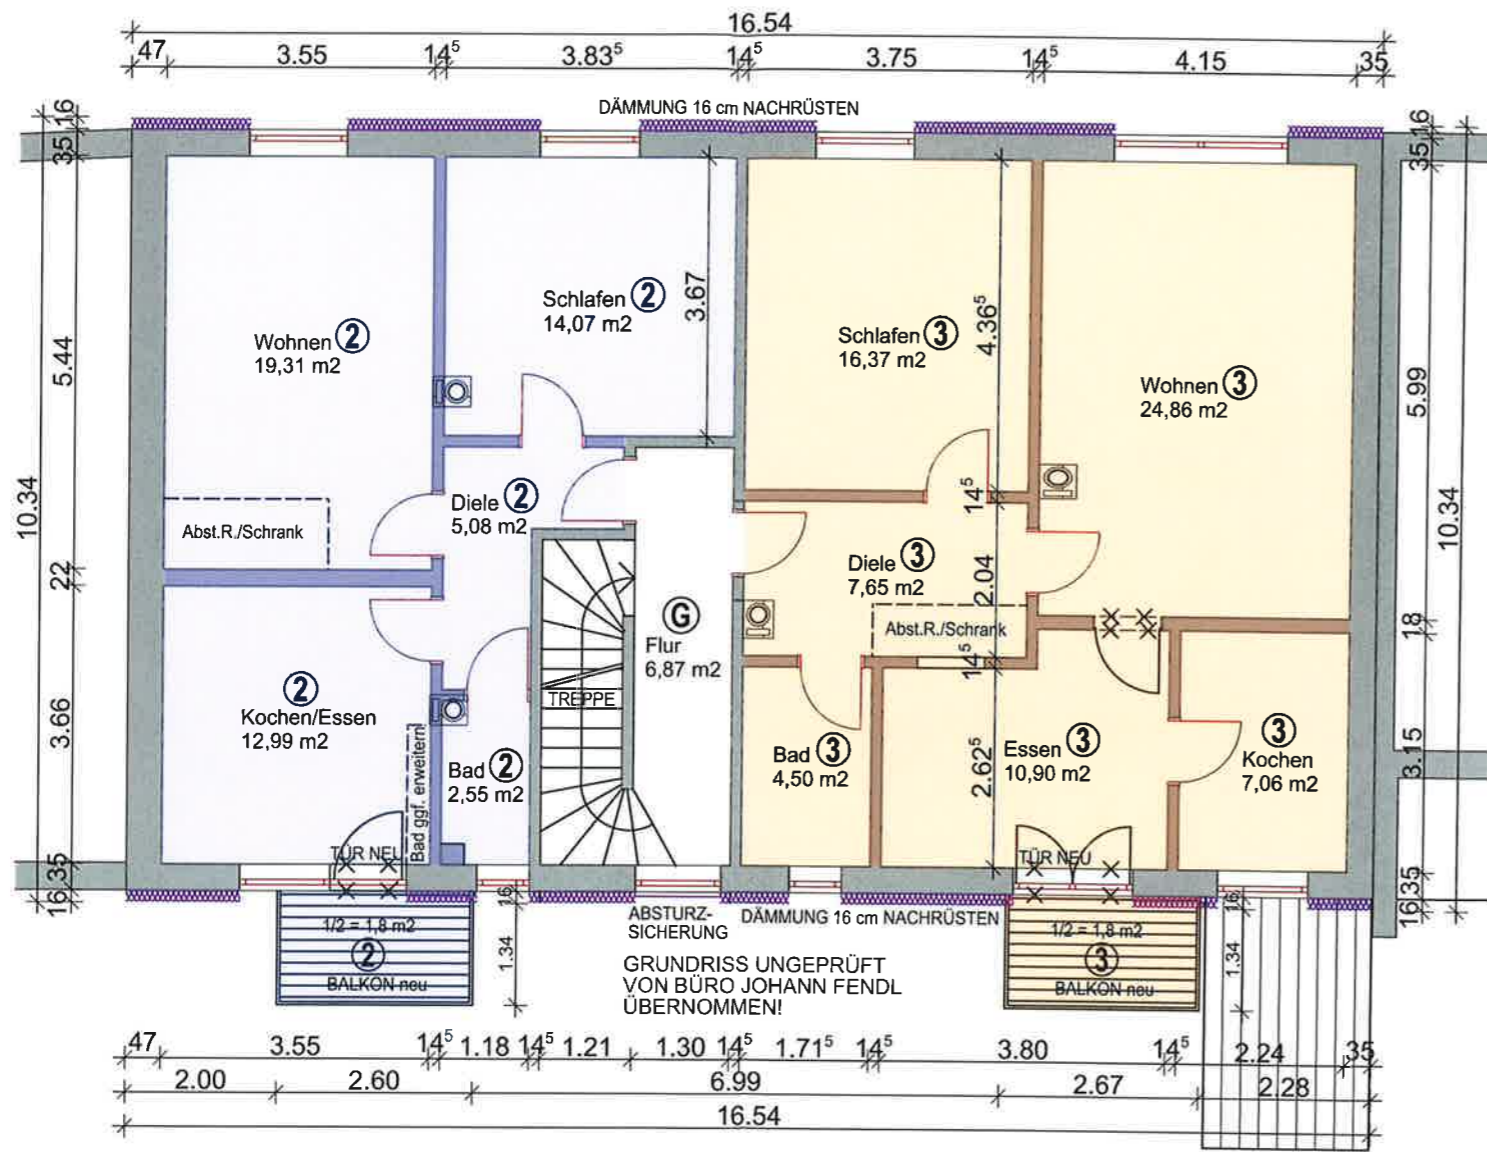 16.54
47 3.55 14⁵ 3.83⁵ 14⁵ 3.75 14⁵ 4.15 35
DÄMMUNG 16 cm NACHRÜSTEN
16
35
5.44
22
3.66
35
16
10.34
16
35
5.99
18
3.15
35
16
10.34
Wohnen 2
19,31 m2
Schlafen 2
14,07 m2
3.67
Schlafen 3
16,37 m2
4.36⁵
Wohnen 3
24,86 m2
Abst.R./Schrank
Diele 2
5,08 m2
14⁵
Diele 3
7,65 m2
2.04
Abst.R./Schrank
G
Flur
6,87 m2
14⁵
TREPPE
2
Kochen/Essen
12,99 m2
Bad ggf. erweitern
Bad 2
2,55 m2
Bad 3
4,50 m2
2.62⁵
Essen 3
10,90 m2
3
Kochen
7,06 m2
TÜR NEU
TÜR NEU
1/2 = 1,8 m2
2
BALKON neu
16
1.34
ABSTURZ-
SICHERUNG
DÄMMUNG 16 cm NACHRÜSTEN
1/2 = 1,8 m2
3
BALKON neu
16
1.34
GRUNDRISS UNGEPRÜFT
VON BÜRO JOHANN FENDL
ÜBERNOMMEN!
47 3.55 14⁵ 1.18 14⁵ 1.21 1.30 14⁵ 1.71⁵ 14⁵ 3.80 14⁵ 2.24 35
2.00 2.60 6.99 2.67 2.28
16.54